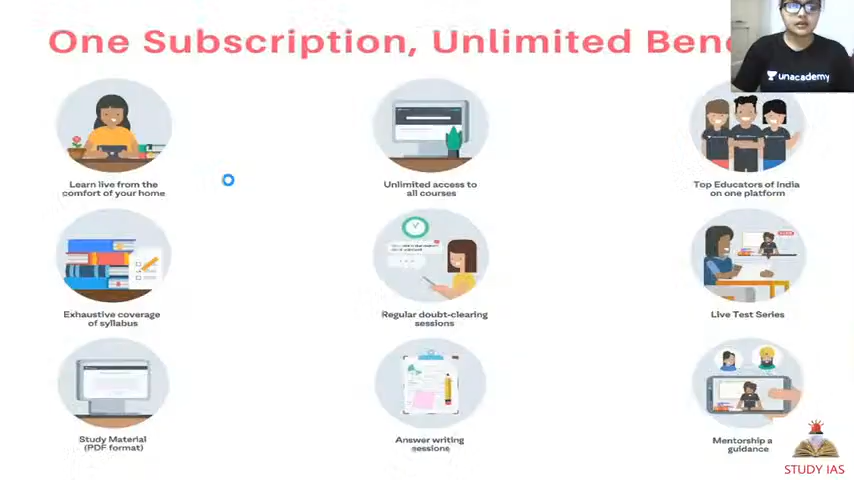 One Subscription, Unlimited Ben
unacademy
Learn live from the
comfort of your home
Unlimited access to
all courses
Top Educators of India
on one platform
Exhaustive coverage
of syllabus
Regular doubt-clearing
sessions
Live Test Series
Study Material
(PDF format)
Answer writing
sessions
Mentorship a
guidance
STUDY IAS